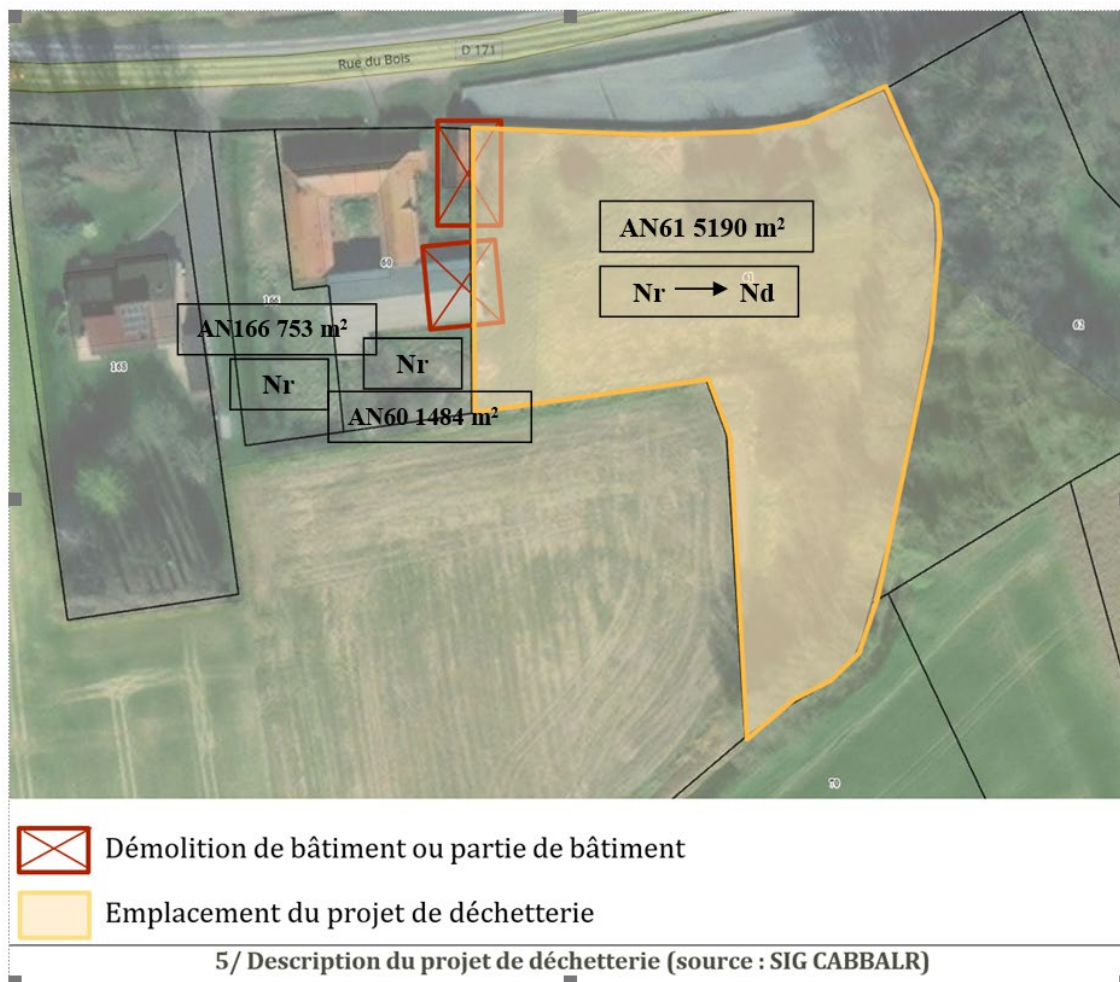 Rue du Bois
D 171
AN61 5190 m²
61
Nr → Nd
60
166
AN166 753 m²
62
168
Nr
Nr
AN60 1484 m²
70
Démolition de bâtiment ou partie de bâtiment
Emplacement du projet de déchetterie
5/ Description du projet de déchetterie (source : SIG CABBALR)